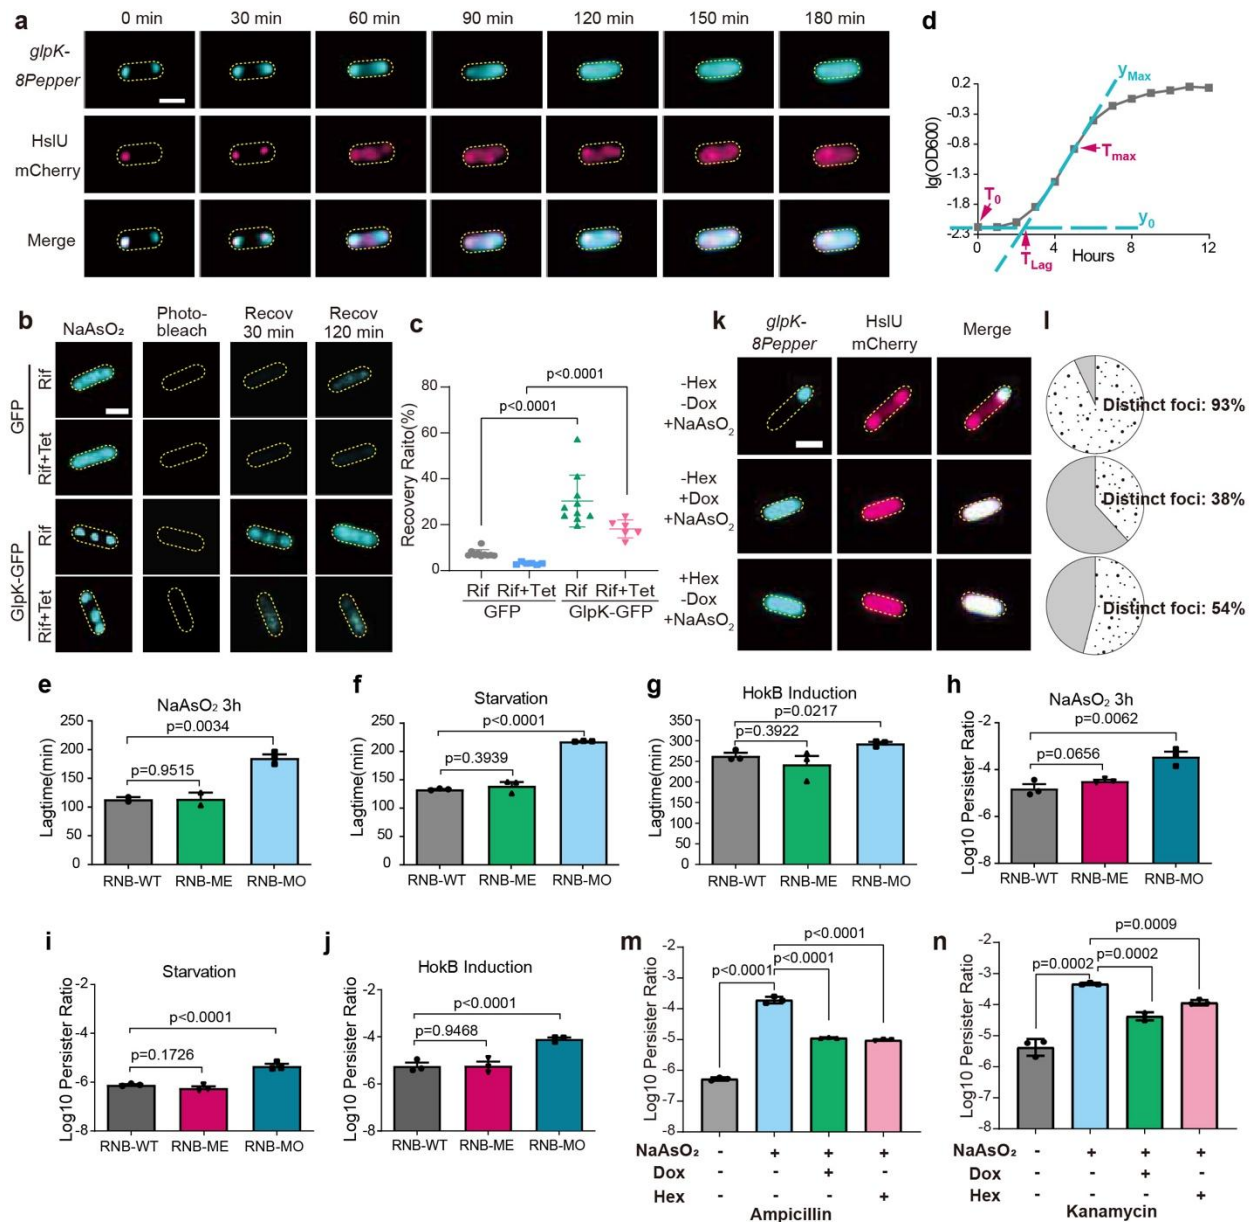 a
0 min 30 min 60 min 90 min 120 min 150 min 180 min
glpK-
8Pepper
HslU
mCherry
Merge
d
lg(OD600)
0.2
-0.3
-0.8
-1.3
-1.8
-2.3
0 4 8 12
Hours
yMax
Tmax
T0
y0
TLag
b
NaAsO₂
Photo-
bleach
Recov
30 min
Recov
120 min
GFP
Rif
Rif+Tet
GlpK-GFP
Rif
Rif+Tet
c
Recovery Raito(%)
80
60
40
20
0
p<0.0001
p<0.0001
Rif Rif+Tet Rif Rif+Tet
GFP GlpK-GFP
k
glpK-
8Pepper
HslU
mCherry
Merge
-Hex
-Dox
+NaAsO₂
-Hex
+Dox
+NaAsO₂
+Hex
-Dox
+NaAsO₂
l
Distinct foci: 93%
Distinct foci: 38%
Distinct foci: 54%
e
NaAsO₂ 3h
Lagtime(min)
250
200
150
100
50
0
p=0.0034
p=0.9515
RNB-WT RNB-ME RNB-MO
f
Starvation
Lagtime(min)
250
200
150
100
50
0
p<0.0001
p=0.3939
RNB-WT RNB-ME RNB-MO
g
HokB Induction
Lagtime(min)
350
300
250
200
150
100
50
0
p=0.0217
p=0.3922
RNB-WT RNB-ME RNB-MO
h
NaAsO₂ 3h
Log10 Persister Ratio
-2
-4
-6
-8
p=0.0062
p=0.0656
RNB-WT RNB-ME RNB-MO
i
Starvation
Log10 Persister Ratio
-2
-4
-6
-8
p<0.0001
p=0.1726
RNB-WT RNB-ME RNB-MO
j
HokB Induction
Log10 Persister Ratio
-2
-4
-6
-8
p<0.0001
p=0.9468
RNB-WT RNB-ME RNB-MO
m
Log10 Persister Ratio
-2
-3
-4
-5
-6
-7
-8
p<0.0001
p<0.0001
p<0.0001
NaAsO₂ - + + +
Dox - - + -
Hex - - - +
Ampicillin
n
Log10 Persister Ratio
-2
-3
-4
-5
-6
-7
-8
p=0.0009
p=0.0002
p=0.0002
NaAsO₂ - + + +
Dox - - + -
Hex - - - +
Kanamycin